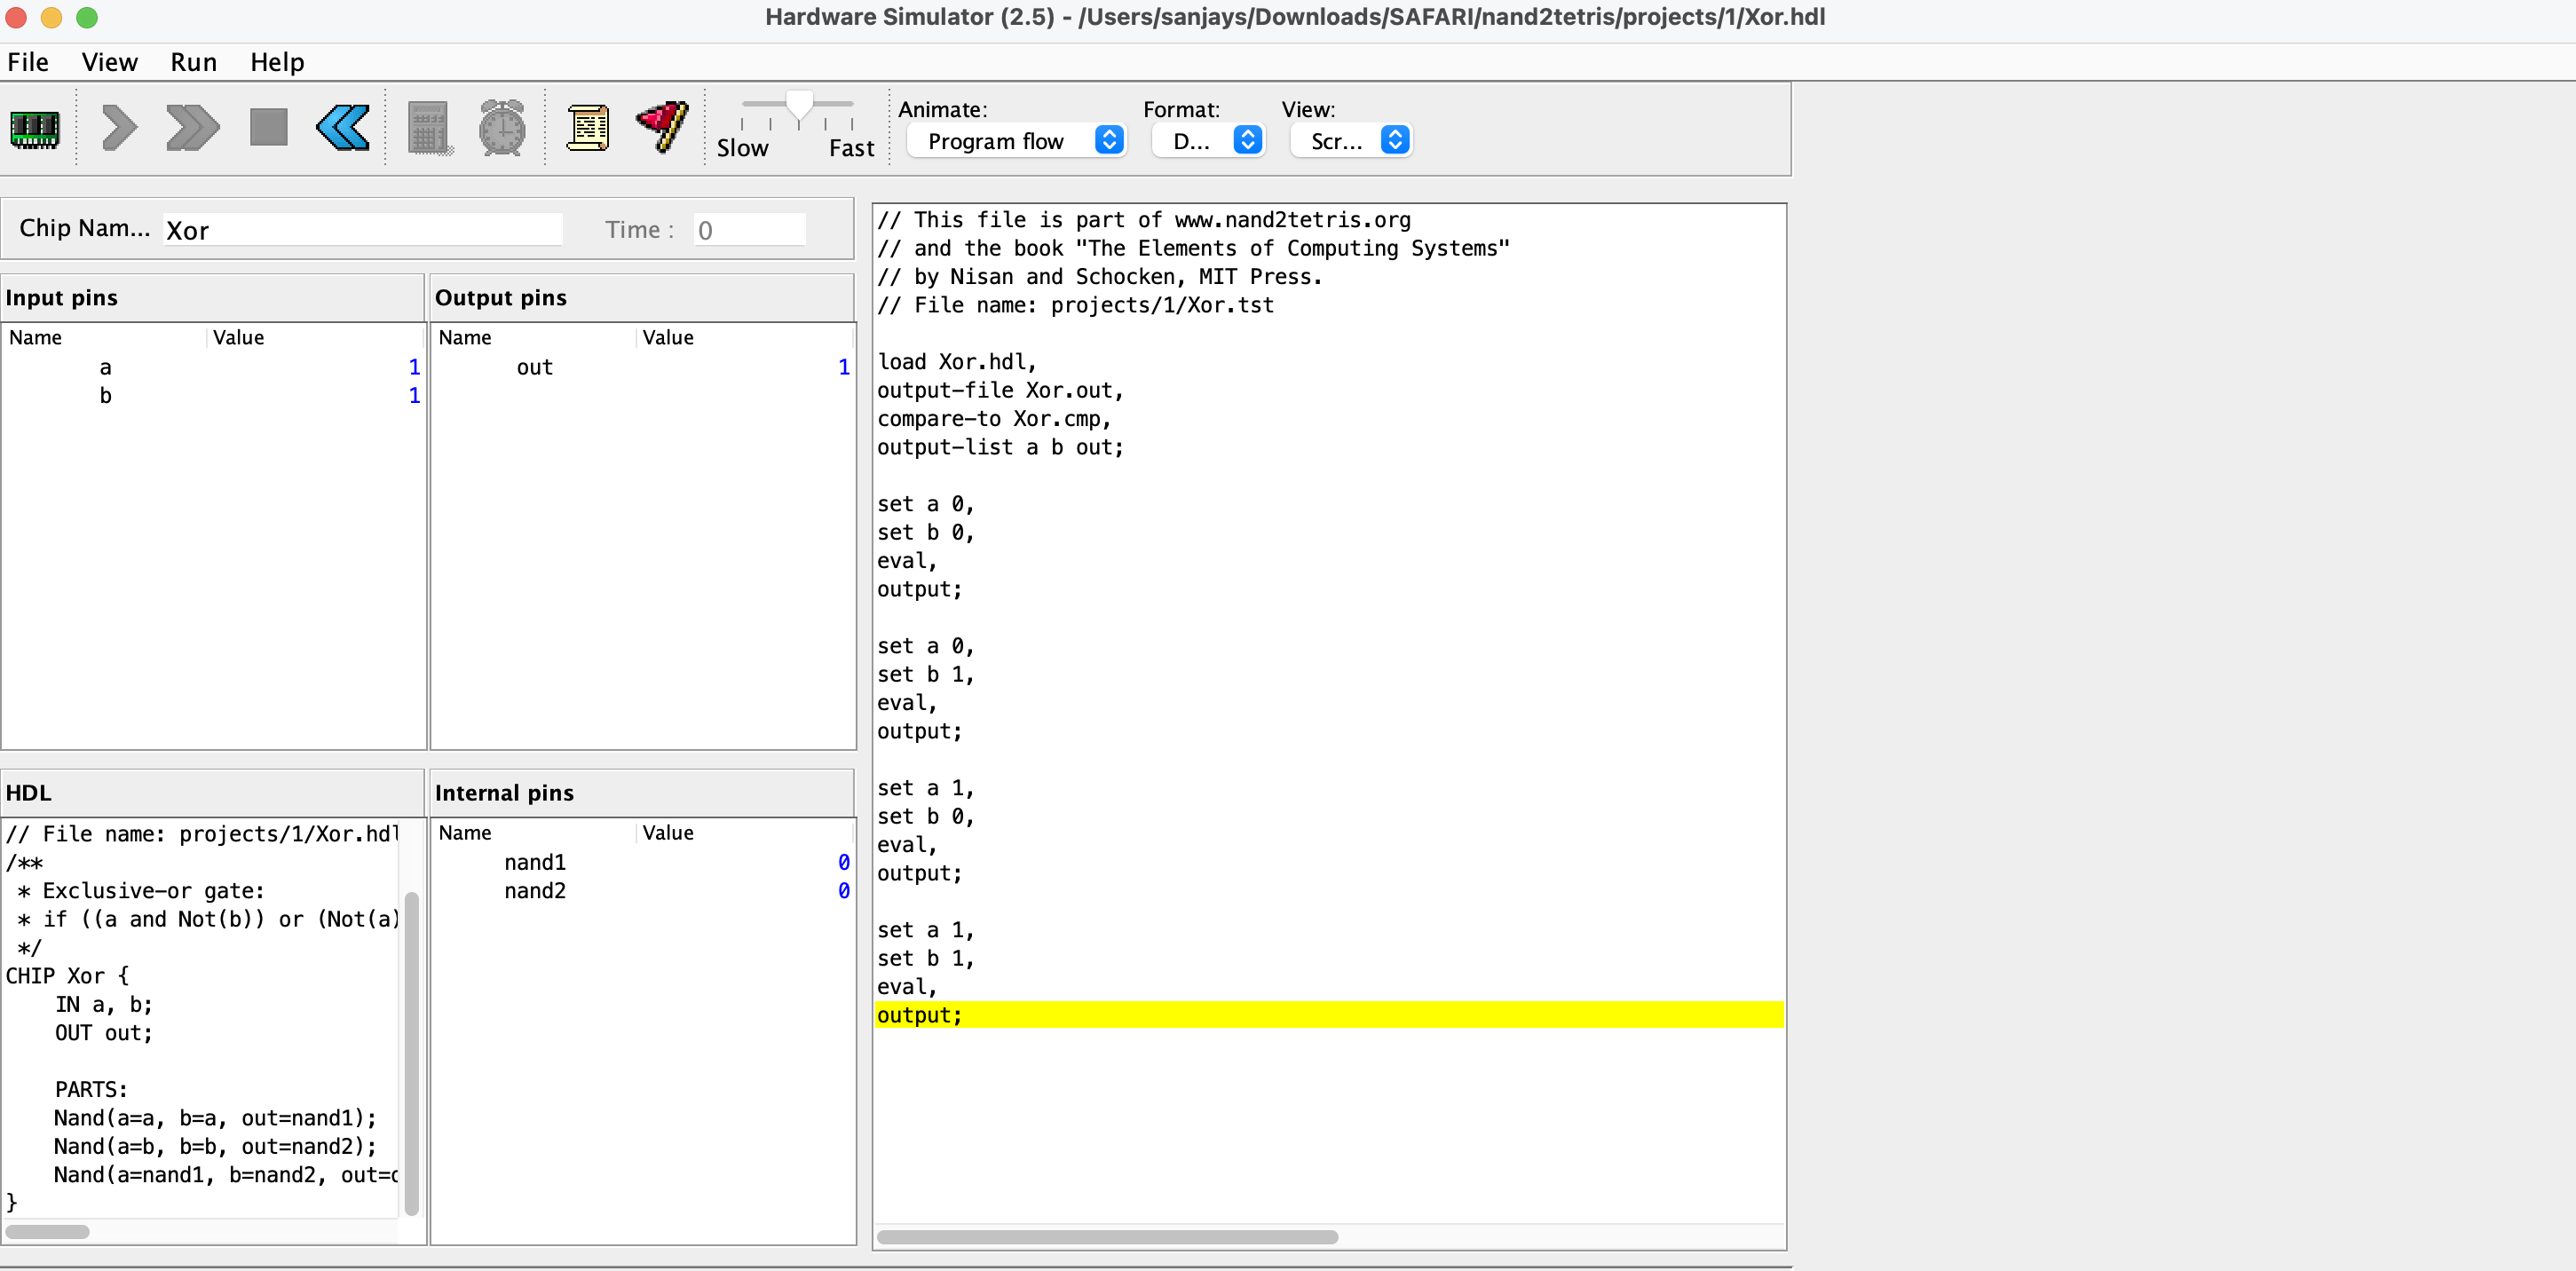 Hardware Simulator (2.5) - /Users/sanjays/Downloads/SAFARI/nand2tetris/projects/1/Xor.hdl
File View Run Help
Animate: Format: View:
Slow Fast Program flow D... Scr...
Chip Nam... Xor Time : 0
Input pins
Name Value
a 1
b 1
Output pins
Name Value
out 1
HDL
// File name: projects/1/Xor.hdl
/**
* Exclusive-or gate:
* if ((a and Not(b)) or (Not(a)
*/
CHIP Xor {
IN a, b;
OUT out;
PARTS:
Nand(a=a, b=a, out=nand1);
Nand(a=b, b=b, out=nand2);
Nand(a=nand1, b=nand2, out=o
}
Internal pins
Name Value
nand1 0
nand2 0
// This file is part of www.nand2tetris.org
// and the book "The Elements of Computing Systems"
// by Nisan and Schocken, MIT Press.
// File name: projects/1/Xor.tst
load Xor.hdl,
output-file Xor.out,
compare-to Xor.cmp,
output-list a b out;
set a 0,
set b 0,
eval,
output;
set a 0,
set b 1,
eval,
output;
set a 1,
set b 0,
eval,
output;
set a 1,
set b 1,
eval,
output;